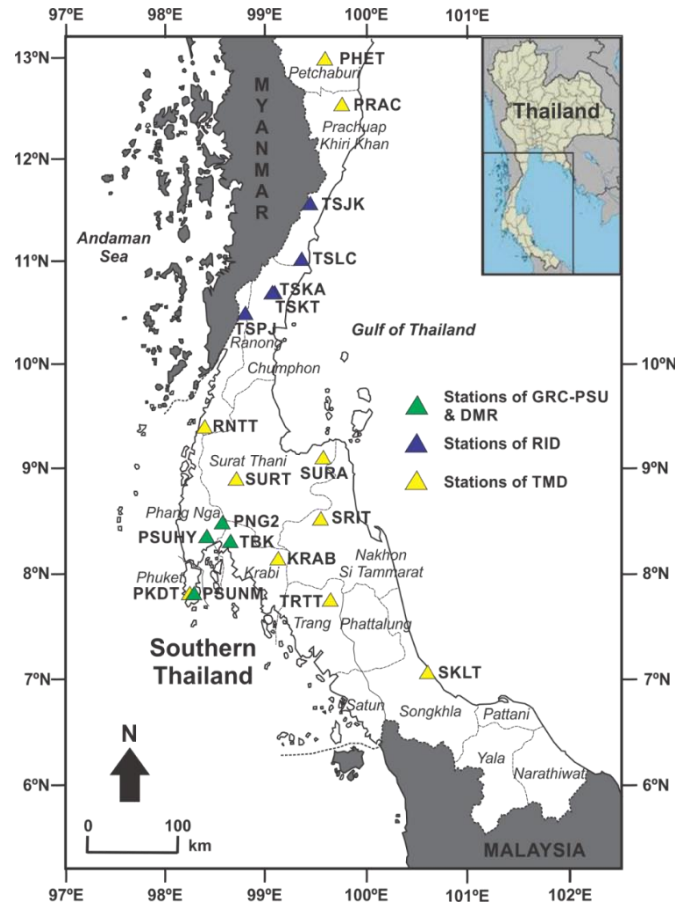 97°E 98°E 99°E 100°E 101°E
13°N
PHET
Petchaburi
PRAC
Prachuap
Khiri Khan
MYANMAR
Thailand
12°N
TSJK
Andaman
Sea
11°N
TSLC
TSKA
TSKT
TSPJ
Ranong
Gulf of Thailand
10°N
10°N
Chumphon
Stations of GRC-PSU
& DMR
RNTT
Stations of RID
9°N
9°N
Surat Thani
SURA
SURT
Stations of TMD
Phang Nga
PNG2
SRIT
PSUHY
TBK
KRAB
Nakhon
Si Tammarat
8°N
8°N
Phuket
Krabi
PKDT
PSUNM
TRTT
Trang
Phattalung
Southern
Thailand
7°N
7°N
SKLT
Satun
Songkhla
Pattani
N
Yala
Narathiwat
6°N
6°N
0 100
km
MALAYSIA
97°E 98°E 99°E 100°E 101°E 102°E